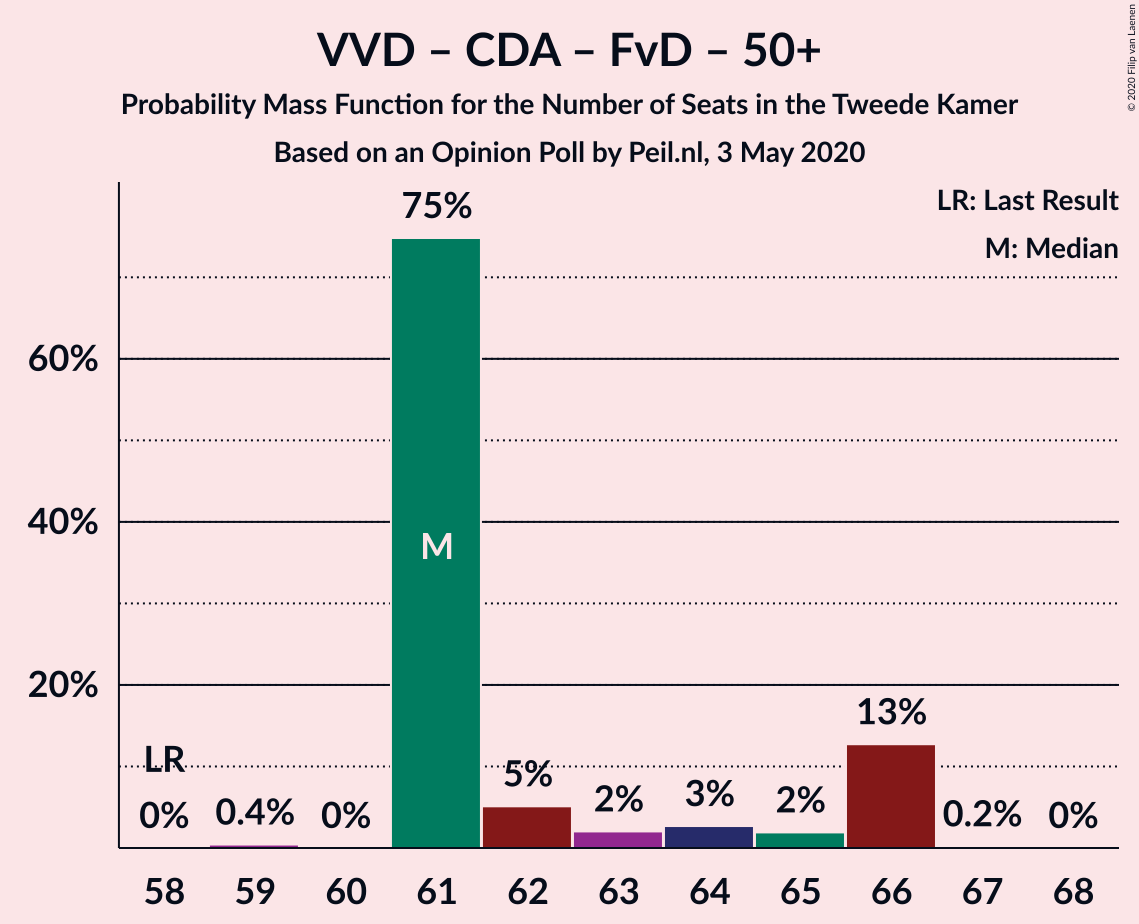 VVD – CDA – FvD – 50+
Probability Mass Function for the Number of Seats in the Tweede Kamer
Based on an Opinion Poll by Peil.nl, 3 May 2020
© 2020 Filip van Laenen
LR: Last Result
M: Median
60%
40%
20%
LR
0%
0.4%
0%
75%
M
5%
2%
3%
2%
13%
0.2%
0%
58 59 60 61 62 63 64 65 66 67 68